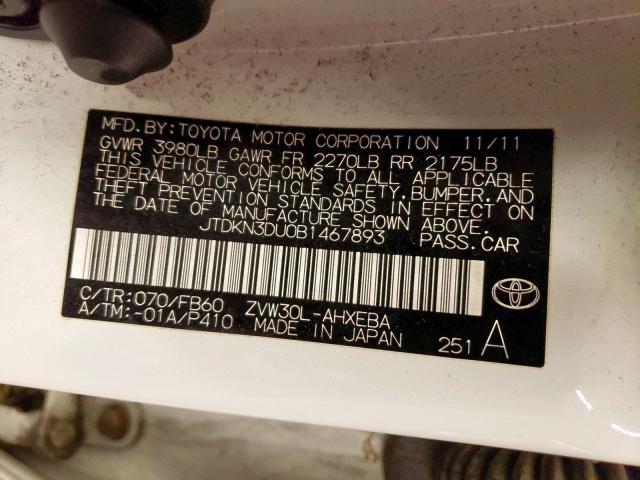 MFD.BY:TOYOTA MOTOR CORPORATION 11/11
GVWR 3980LB GAWR FR 2270LB RR 2175LB
THIS VEHICLE CONFORMS TO ALL APPLICABLE
FEDERAL MOTOR VEHICLE SAFETY, BUMPER, AND
THEFT PREVENTION STANDARDS IN EFFECT ON
THE DATE OF MANUFACTURE SHOWN ABOVE.
JTDKN3DU0B1467893 PASS.CAR
C/TR:070/FB60 ZVW30L-AHXEBA
A/TM:-01A/P410 MADE IN JAPAN 251 A